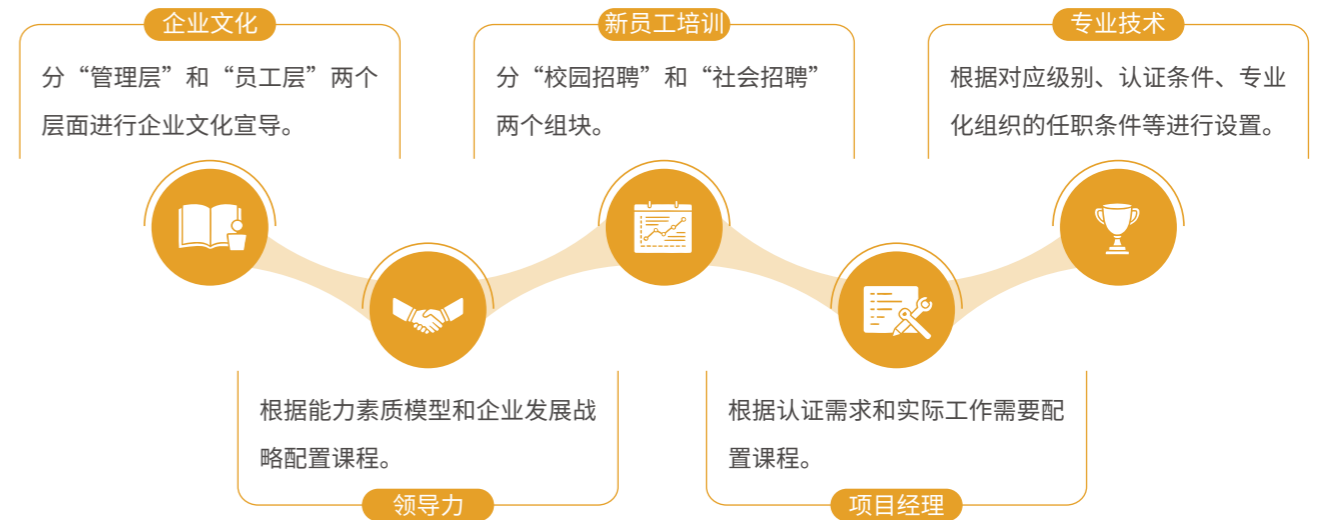 企业文化
分“管理层”和“员工层”两个
层面进行企业文化宣导。
新员工培训
分“校园招聘”和“社会招聘”
两个组块。
专业技术
根据对应级别、认证条件、专业
化组织的任职条件等进行设置。
根据能力素质模型和企业发展战
略配置课程。
领导力
根据认证需求和实际工作需要配
置课程。
项目经理